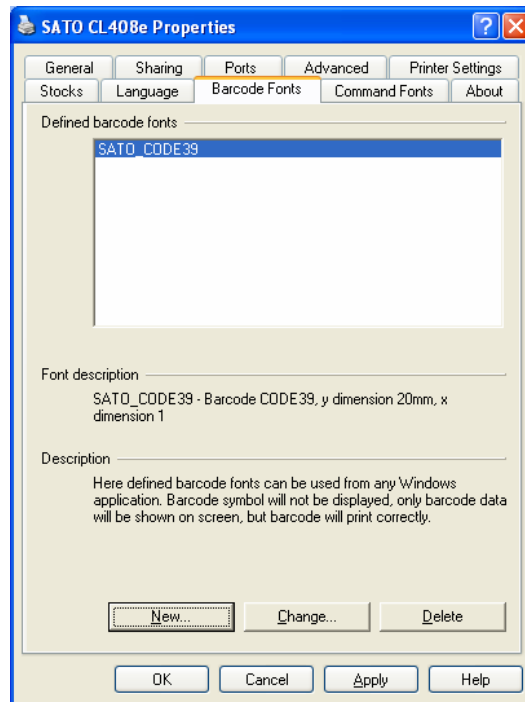 SATO CL408e Properties
General Sharing Ports Advanced Printer Settings
Stocks Language Barcode Fonts Command Fonts About
Defined barcode fonts
SATO_CODE39
Font description
SATO_CODE39 - Barcode CODE39, y dimension 20mm, x
dimension 1
Description
Here defined barcode fonts can be used from any Windows
application. Barcode symbol will not be displayed, only barcode data
will be shown on screen, but barcode will print correctly.
New... Change... Delete
OK Cancel Apply Help